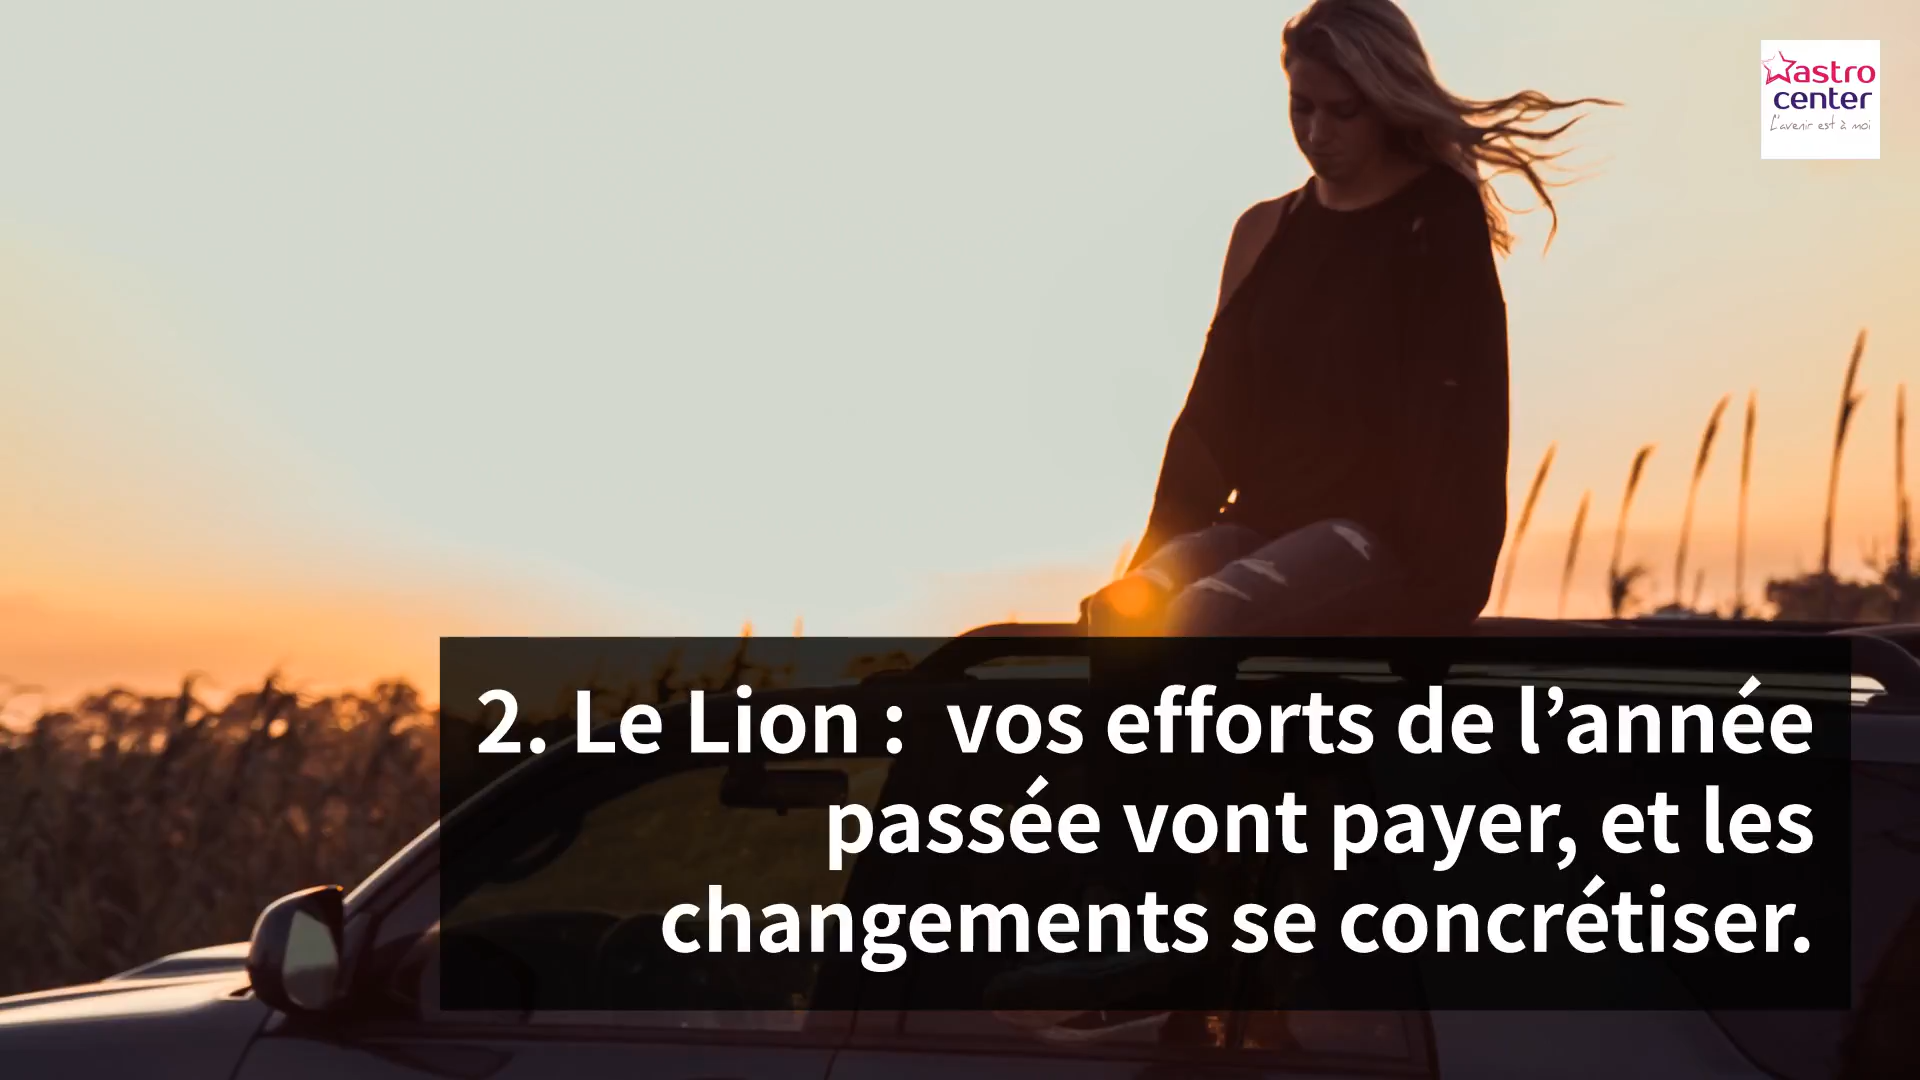 astro
center
L'avenir est à moi
2. Le Lion :  vos efforts de l’année
passée vont payer, et les
changements se concrétiser.